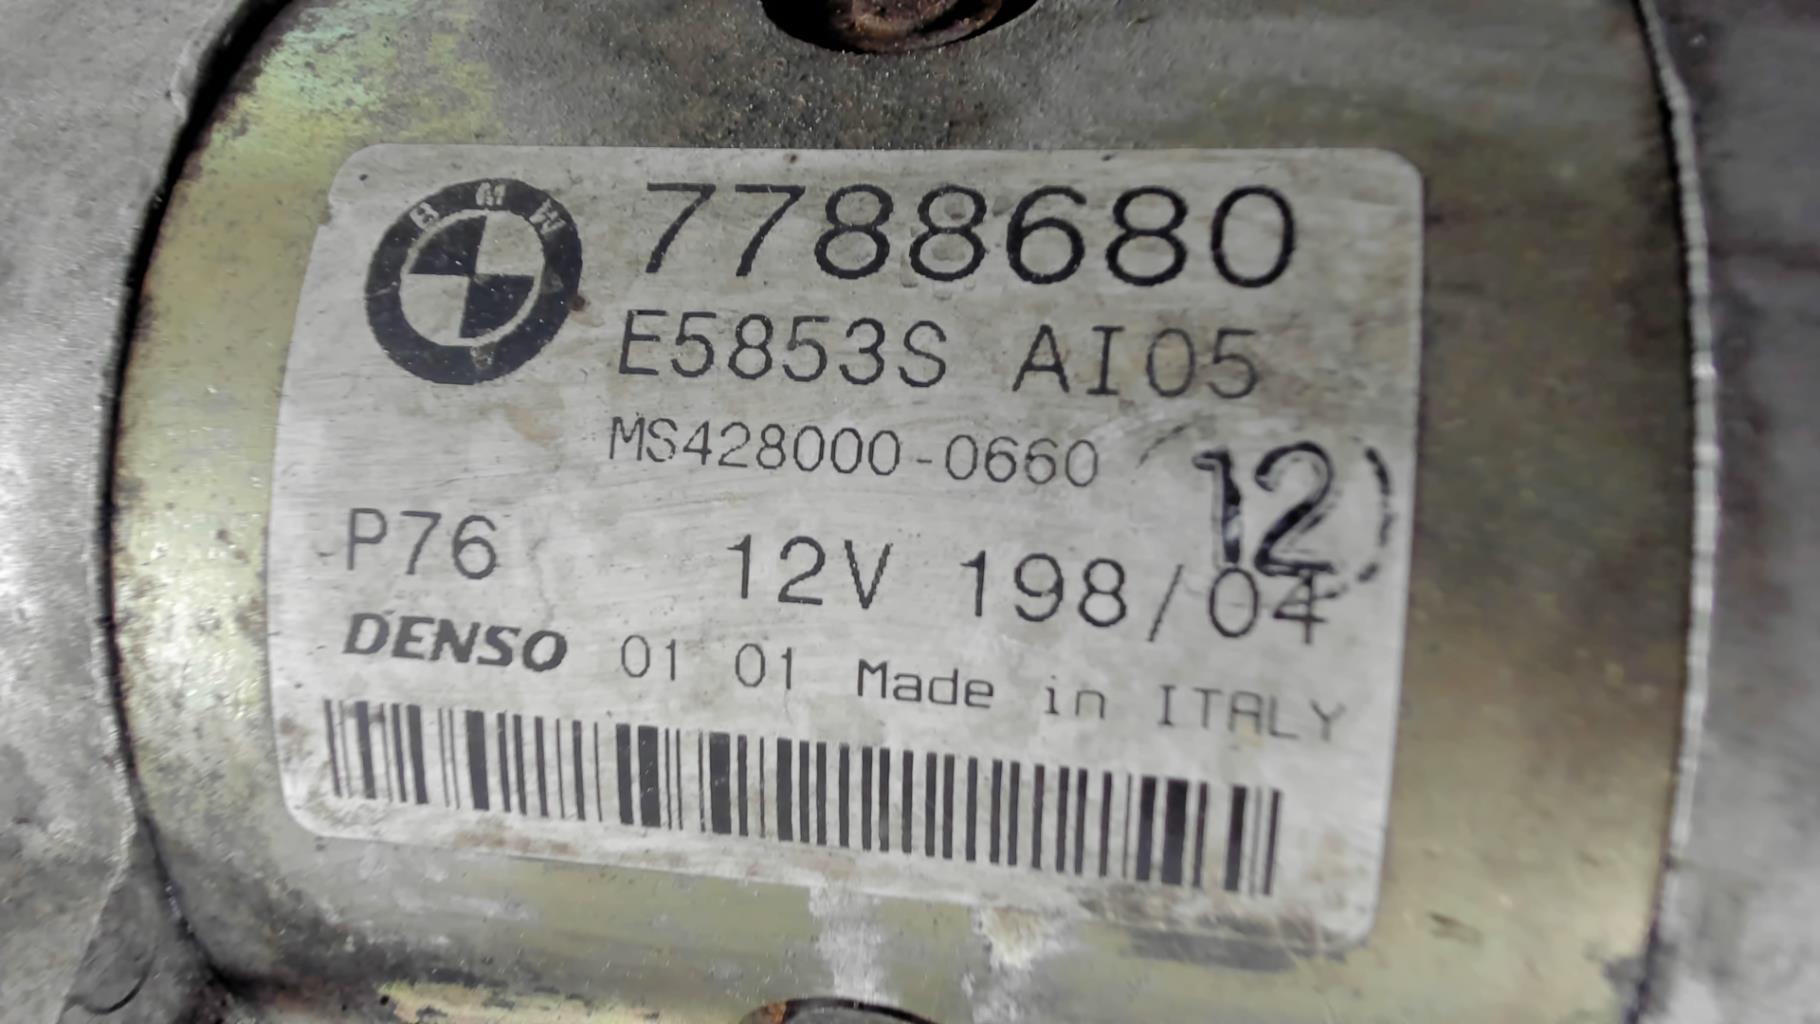 BMW
7788680
E5853S AI05
MS428000-0660
12
P76 12V 198/04
DENSO 01 01 Made in ITALY